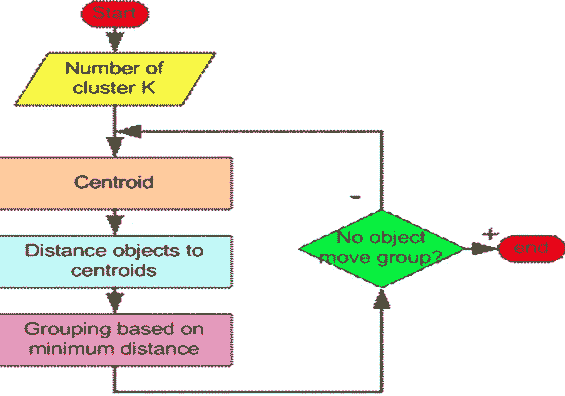 Start
Number of
cluster K
Centroid
-
No object
move group?
+
end
Distance objects to
centroids
Grouping based on
minimum distance